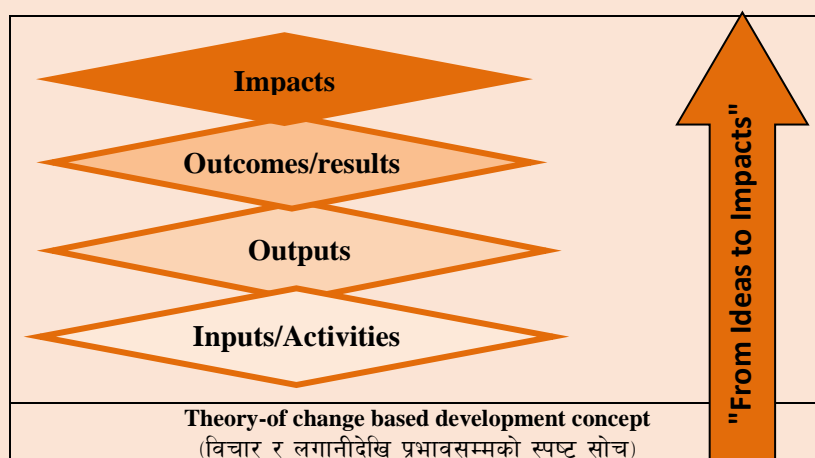 Impacts
Outcomes/results
Outputs
Inputs/Activities
"From Ideas to Impacts"
Theory-of change based development concept
(विचार र लगानीदेखि प्रभावसम्मको स्पष्ट सोच)